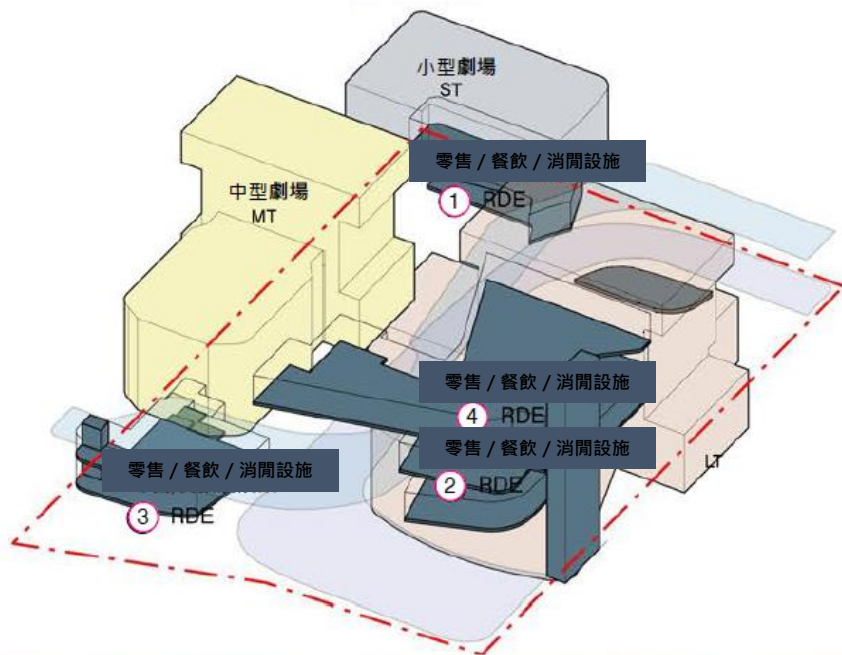 小型劇場
ST
零售 / 餐飲 / 消閒設施
1 RDE
中型劇場
MT
零售 / 餐飲 / 消閒設施
4 RDE
零售 / 餐飲 / 消閒設施
2 RDE
LT
零售 / 餐飲 / 消閒設施
3 RDE